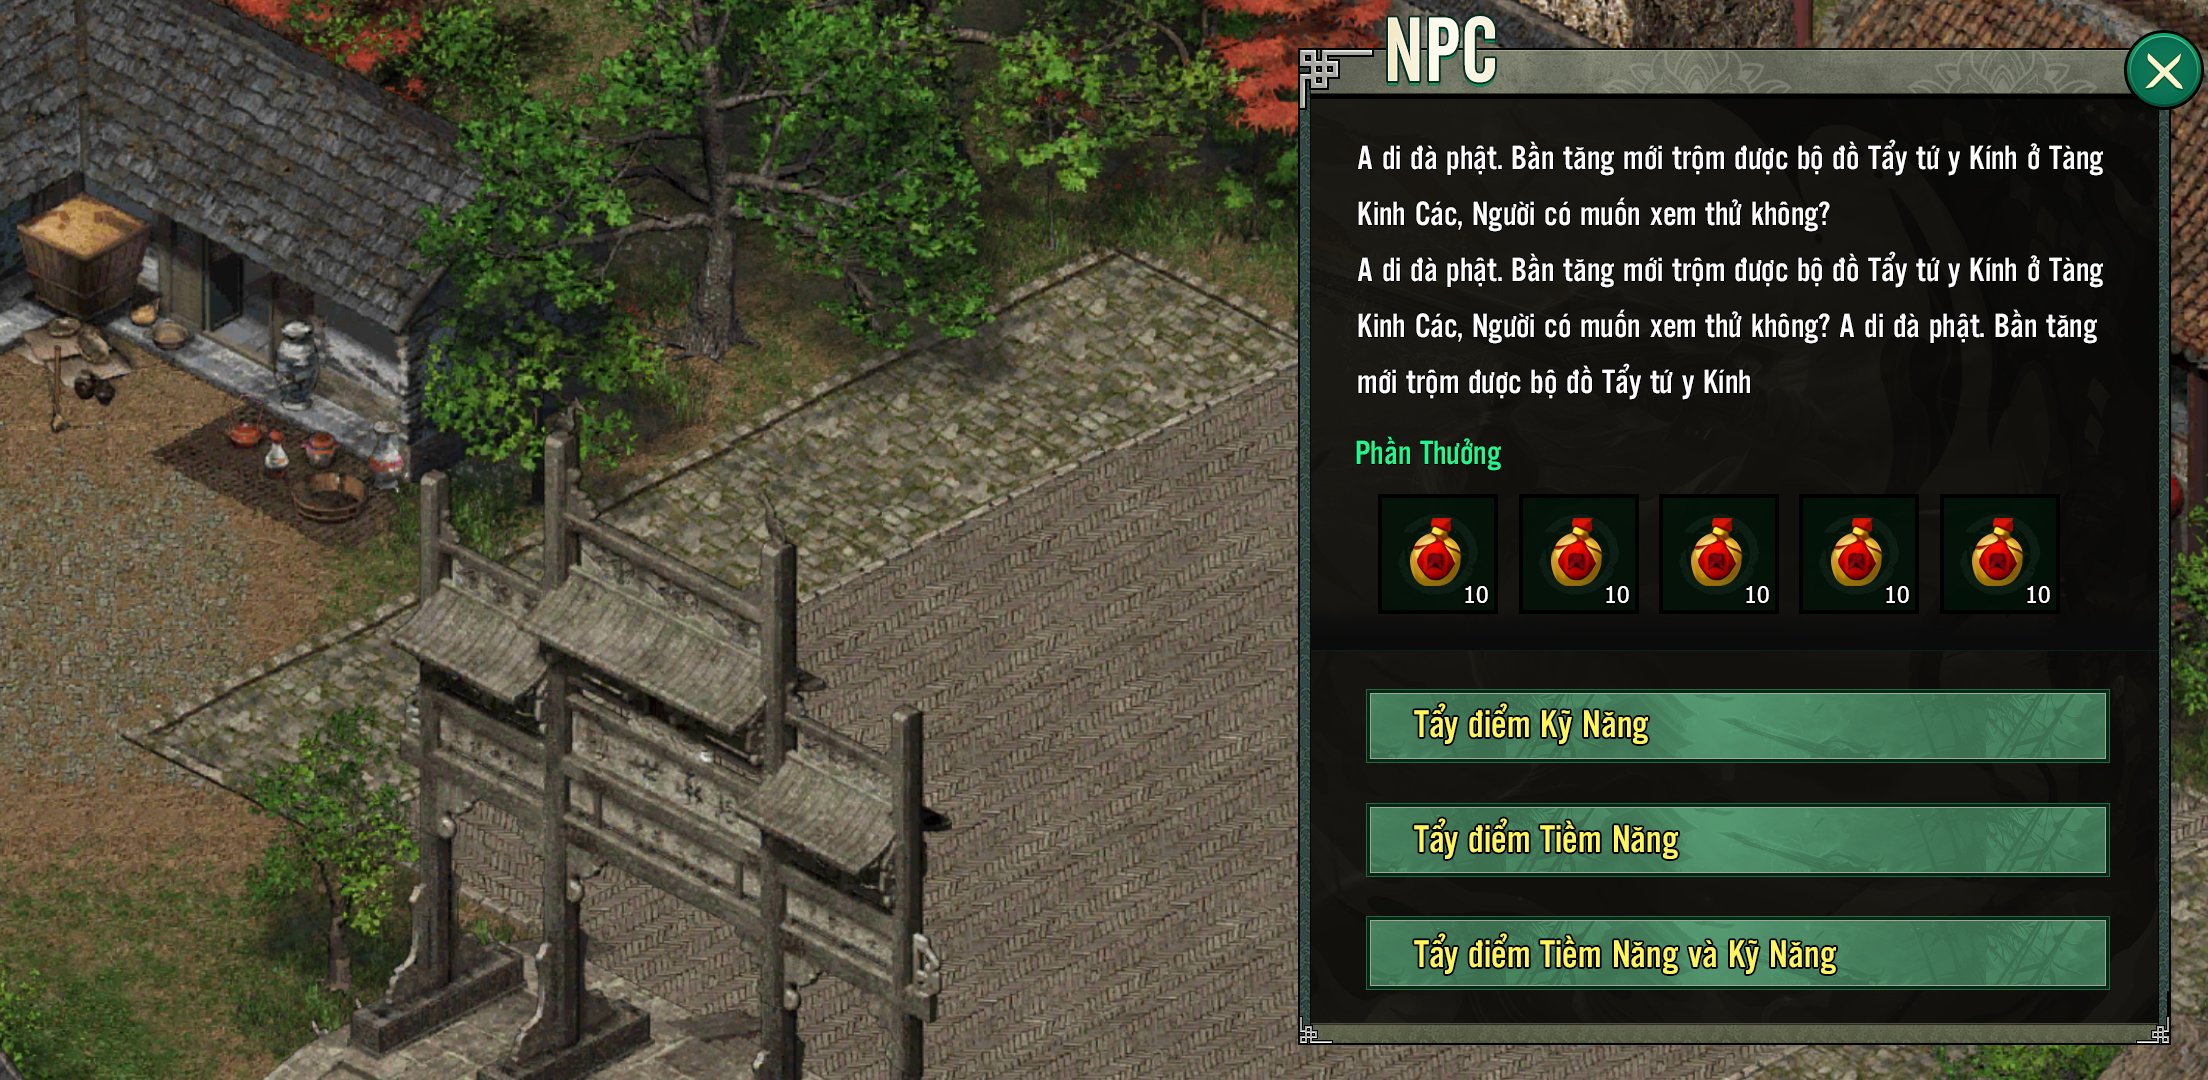 NPC
A di đà phật. Bần tăng mới trộm được bộ đồ Tẩy tứ y Kính ở Tàng
Kinh Các, Người có muốn xem thử không?
A di đà phật. Bần tăng mới trộm được bộ đồ Tẩy tứ y Kính ở Tàng
Kinh Các, Người có muốn xem thử không? A di đà phật. Bần tăng
mới trộm được bộ đồ Tẩy tứ y Kính
Phần Thưởng
10 10 10 10 10
Tẩy điểm Kỹ Năng
Tẩy điểm Tiềm Năng
Tẩy điểm Tiềm Năng và Kỹ Năng